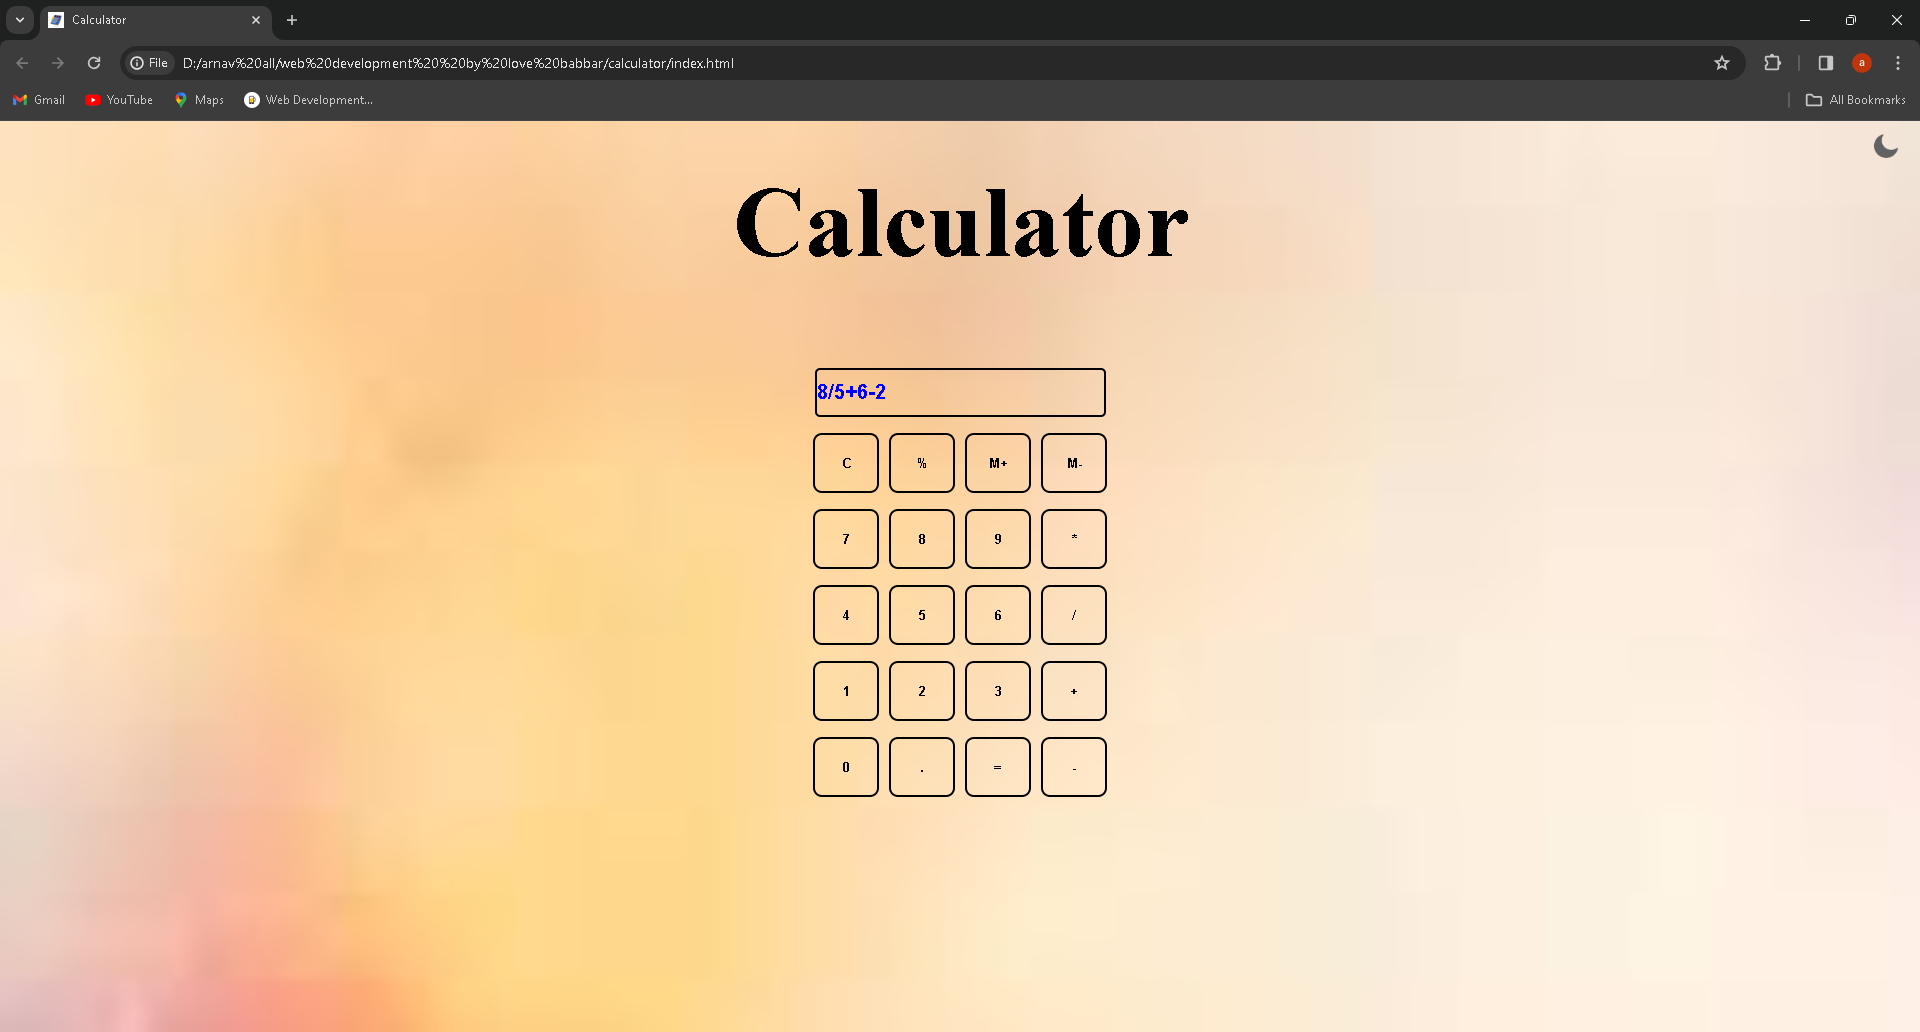 Calculator
File D:/arnav%20all/web%20development%20%20by%20love%20babbar/calculator/index.html a
Gmail YouTube Maps Web Development... All Bookmarks
Calculator
8/5+6-2
C % M+ M-
7 8 9 *
4 5 6 /
1 2 3 +
0 . = -